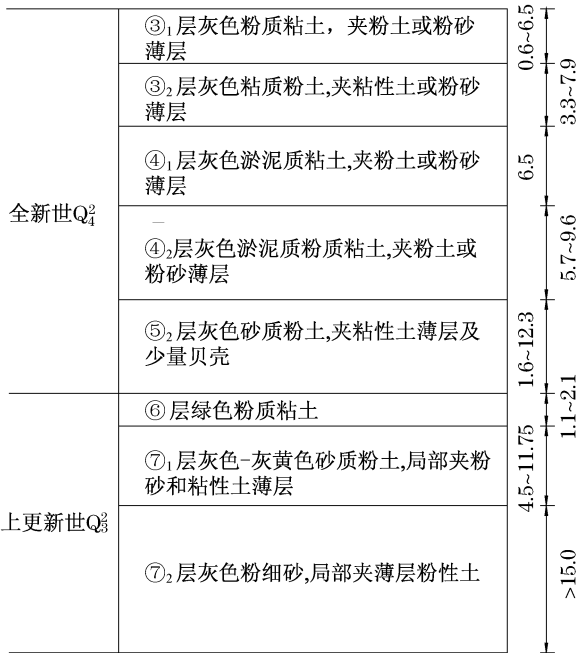 ③₁层灰色粉质粘土，夹粉土或粉砂
薄层
0.6~6.5
③₂层灰色粘质粉土,夹粘性土或粉砂
薄层
3.3~7.9
④₁层灰色淤泥质粘土,夹粉土或粉砂
薄层
6.5
全新世Q₄²
④₂层灰色淤泥质粉质粘土,夹粉土或
粉砂薄层
5.7~9.6
⑤₂层灰色砂质粉土,夹粘性土薄层及
少量贝壳
1.6~12.3
⑥层绿色粉质粘土
1.1~2.1
⑦₁层灰色-灰黄色砂质粉土,局部夹粉
砂和粘性土薄层
4.5~11.75
上更新世Q₃²
⑦₂层灰色粉细砂,局部夹薄层粉性土
>15.0